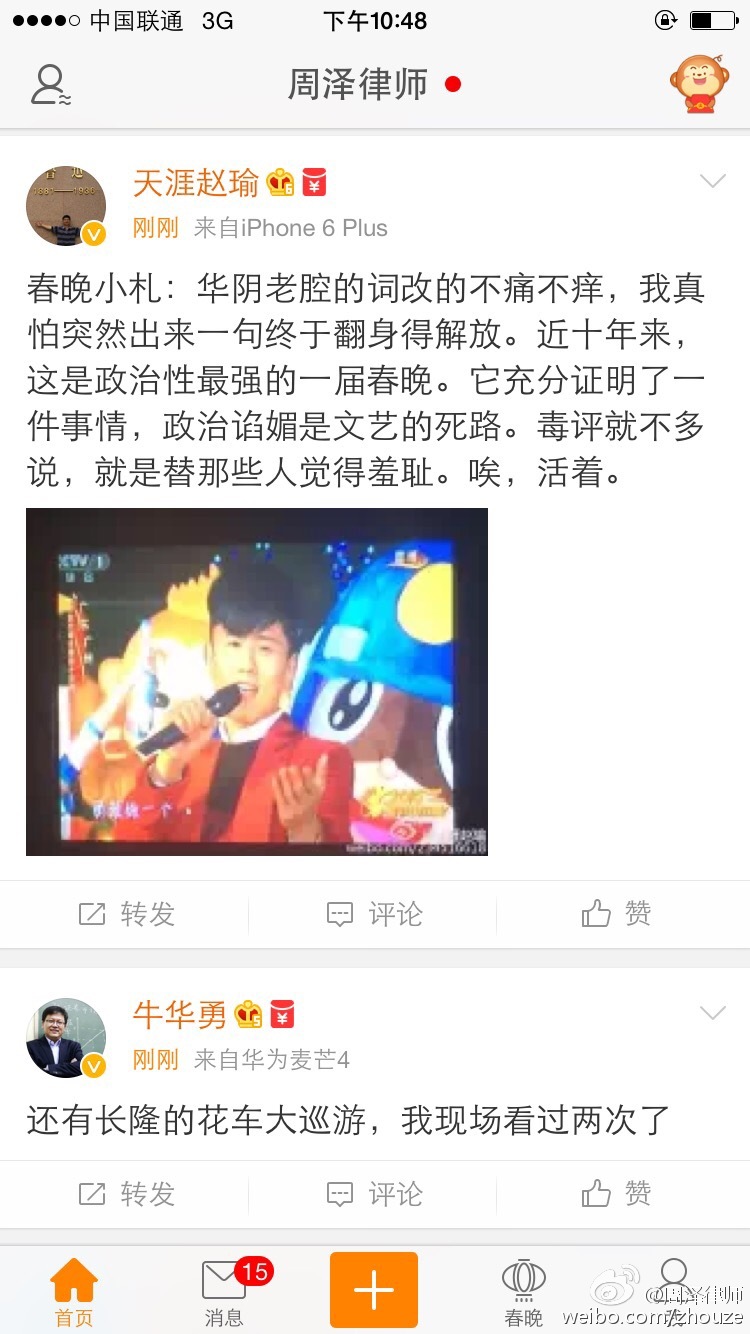 中国联通 3G 下午10:48
周泽律师
天涯赵瑜
刚刚 来自iPhone 6 Plus
春晚小札：华阴老腔的词改的不痛不痒，我真
怕突然出来一句终于翻身得解放。近十年来，
这是政治性最强的一届春晚。它充分证明了一
件事情，政治谄媚是文艺的死路。毒评就不多
说，就是替那些人觉得羞耻。唉，活着。
转发 评论 赞
牛华勇
刚刚 来自华为麦芒4
还有长隆的花车大巡游，我现场看过两次了
转发 评论 赞
15
首页 消息 春晚 我
@周泽律师
weibo.com/zhouze